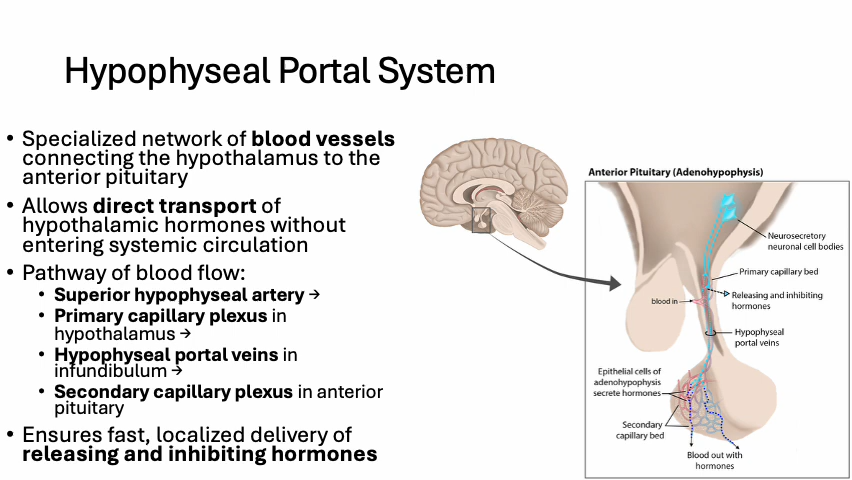 Hypophyseal Portal System
• Specialized network of blood vessels
connecting the hypothalamus to the
anterior pituitary
• Allows direct transport of
hypothalamic hormones without
entering systemic circulation
• Pathway of blood flow:
• Superior hypophyseal artery →
• Primary capillary plexus in
hypothalamus →
• Hypophyseal portal veins in
infundibulum →
• Secondary capillary plexus in anterior
pituitary
• Ensures fast, localized delivery of
releasing and inhibiting hormones
Anterior Pituitary (Adenohypophysis)
Neurosecretory
neuronal cell bodies
Primary capillary bed
blood in
Releasing and inhibiting
hormones
Hypophyseal
portal veins
Epithelial cells of
adenohypophysis
secrete hormones
Secondary
capillary bed
Blood out with
hormones